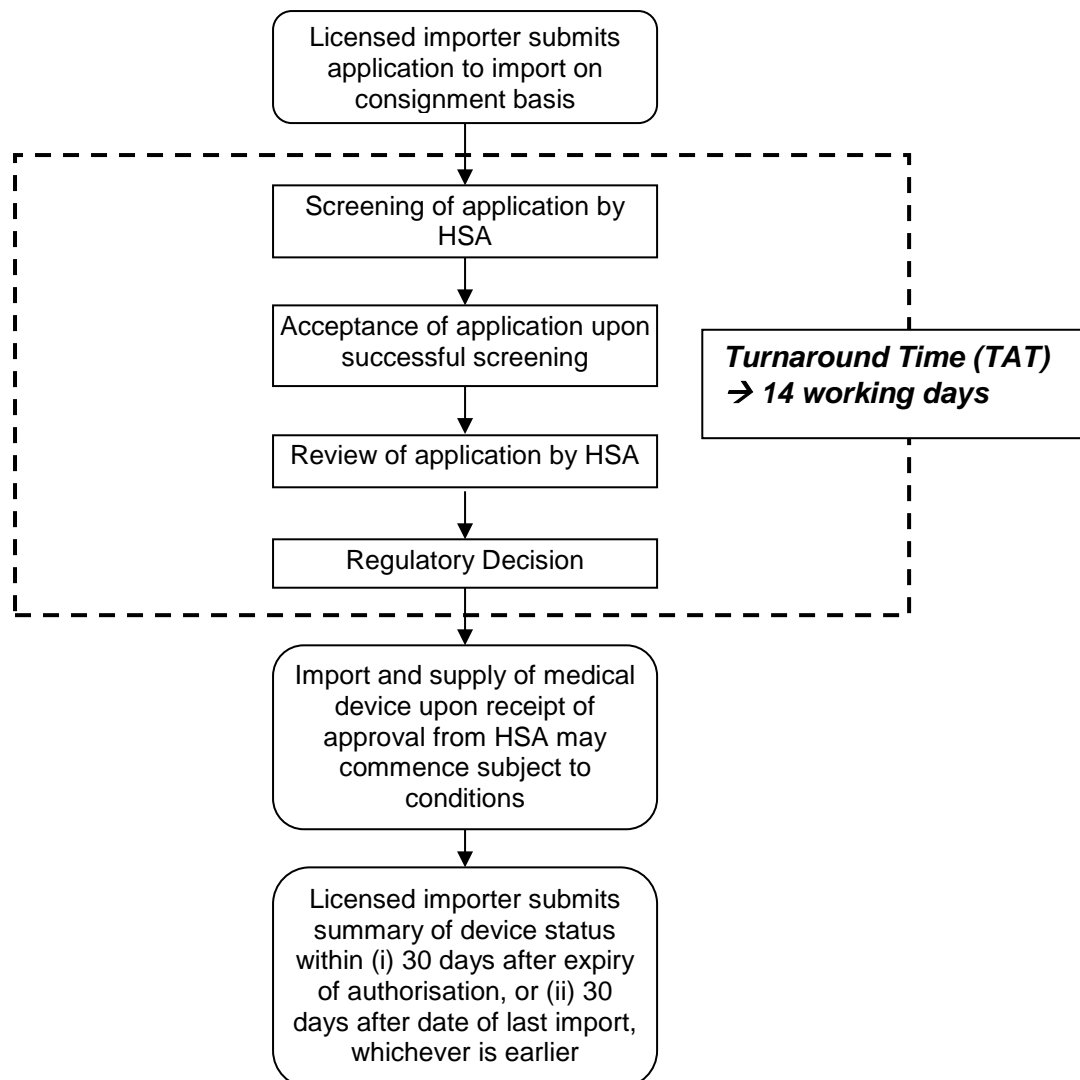 Licensed importer submits
application to import on
consignment basis
Screening of application by
HSA
Acceptance of application upon
successful screening
Turnaround Time (TAT)
→ 14 working days
Review of application by HSA
Regulatory Decision
Import and supply of medical
device upon receipt of
approval from HSA may
commence subject to
conditions
Licensed importer submits
summary of device status
within (i) 30 days after expiry
of authorisation, or (ii) 30
days after date of last import,
whichever is earlier